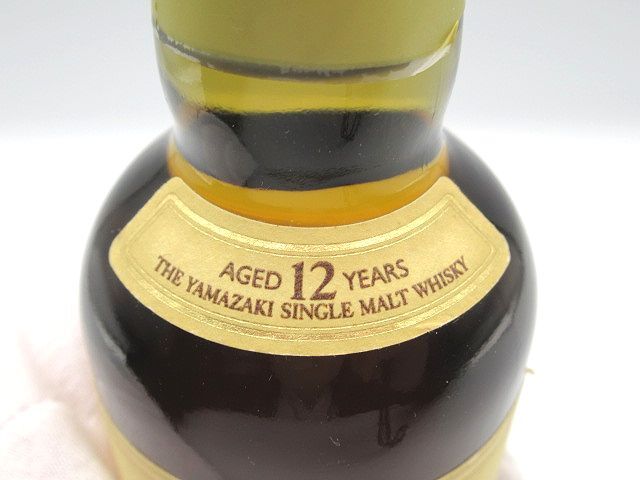 AGED 12 YEARS
THE YAMAZAKI SINGLE MALT WHISKY